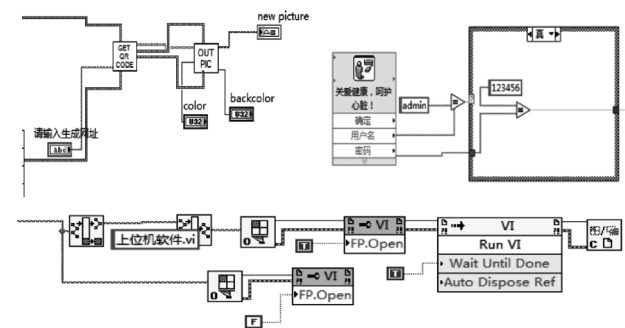 new picture
GET
QR
CODE
OUT
PIC
color
U32
backcolor
U32
请输入生成网址
abc
真
关爱健康，呵护
心脏！
确定
用户名
密码
admin
=
123456
=
上位机软件.vi
O
VI
FP.Open
T
VI
Run VI
Wait Until Done
Auto Dispose Ref
T
C
O
VI
FP.Open
F